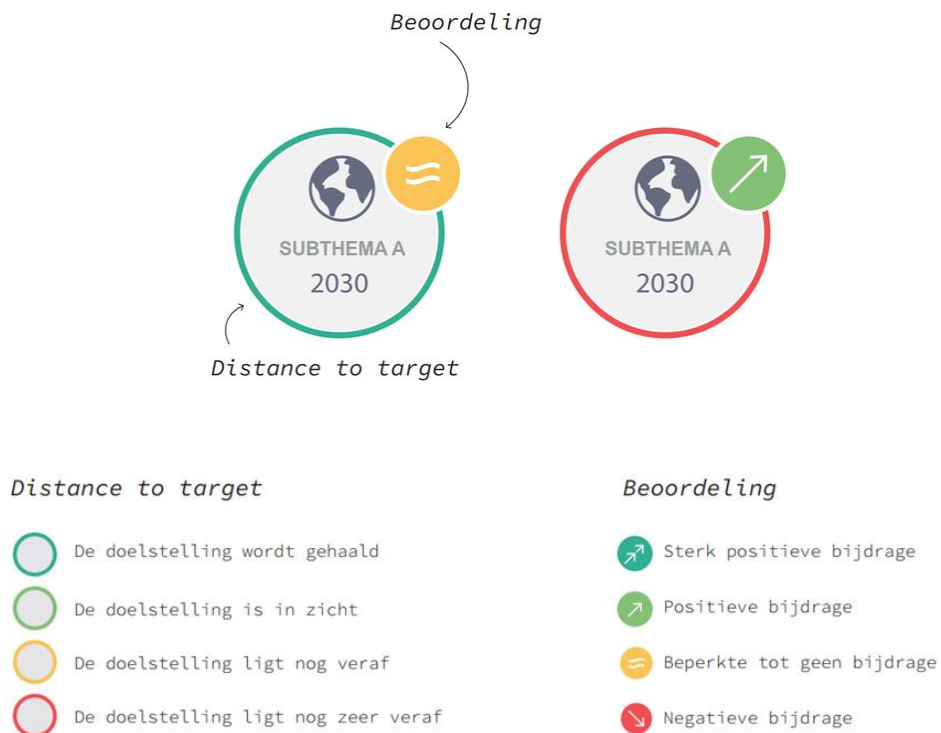 Beoordeling
SUBTHEMA A
2030
SUBTHEMA A
2030
Distance to target
Distance to target
De doelstelling wordt gehaald
De doelstelling is in zicht
De doelstelling ligt nog veraf
De doelstelling ligt nog zeer veraf
Beoordeling
Sterk positieve bijdrage
Positieve bijdrage
Beperkte tot geen bijdrage
Negatieve bijdrage